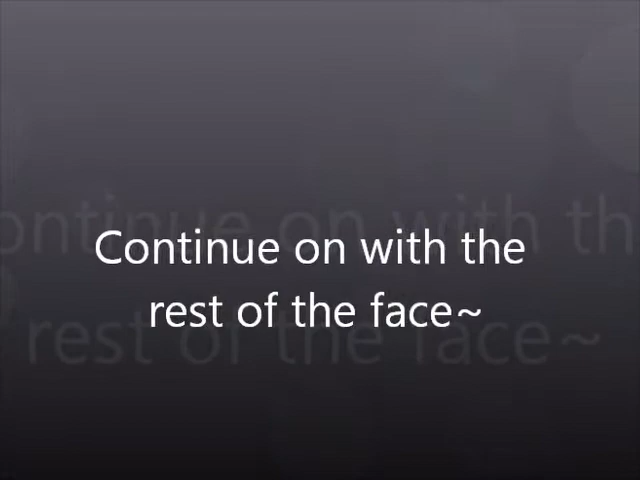 Continue on with the
rest of the face~